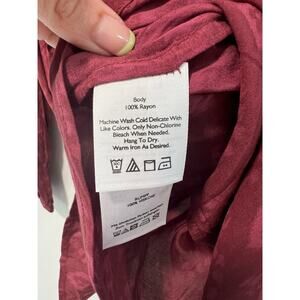 Body
100% Rayon
Machine Wash Cold Delicate With
Like Colors. Only Non-Chlorine
Bleach When Needed.
Hang To Dry.
Warm Iron As Desired.